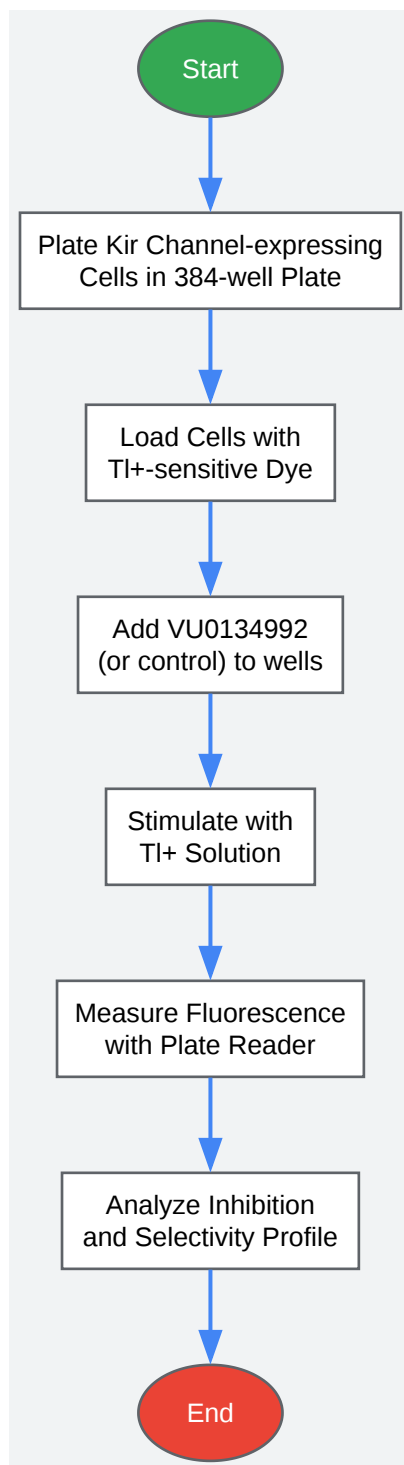 Start
Plate Kir Channel-expressing
Cells in 384-well Plate
Load Cells with
Tl+-sensitive Dye
Add VU0134992
(or control) to wells
Stimulate with
Tl+ Solution
Measure Fluorescence
with Plate Reader
Analyze Inhibition
and Selectivity Profile
End